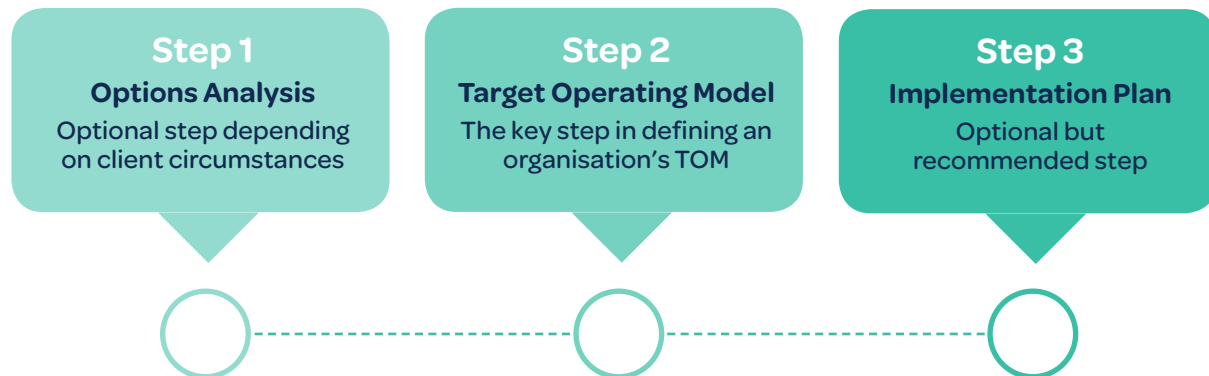 Step 1
Options Analysis
Optional step depending
on client circumstances
Step 2
Target Operating Model
The key step in defining an
organisation’s TOM
Step 3
Implementation Plan
Optional but
recommended step